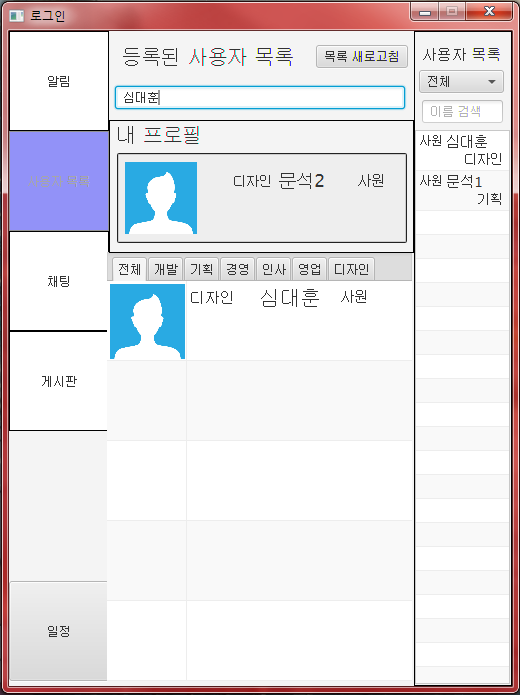 로그인
알림
사용자 목록
채팅
게시판
일정
등록된 사용자 목록
목록 새로고침
심대훈
내 프로필
디자인 문석2 사원
전체 개발 기획 경영 인사 영업 디자인
디자인 심대훈 사원
사용자 목록
전체
이름 검색
사원 심대훈
디자인
사원 문석1
기획